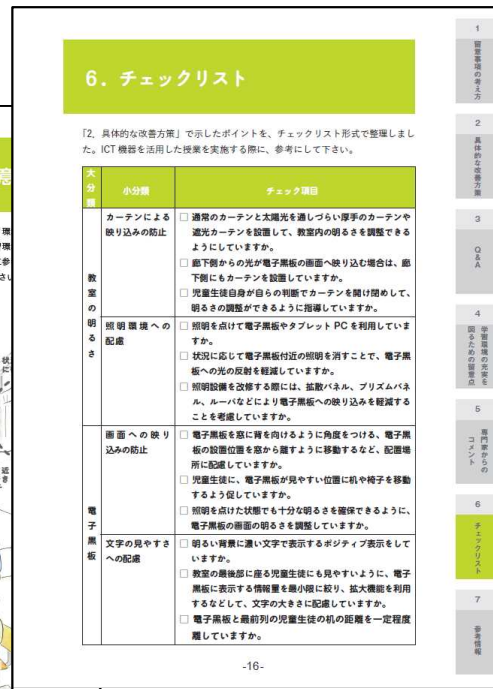 6．チェックリスト
「2．具体的な改善方策」で示したポイントを、チェックリスト形式で整理しまし
た。ICT 機器を活用した授業を実施する際に、参考にして下さい。
大分類
小分類
チェック項目
教室の明るさ
カーテンによる
映り込みの防止
□ 通常のカーテンと太陽光を通しづらい厚手のカーテンや
遮光カーテンを設置して、教室内の明るさを調整できる
ようにしていますか。
□ 廊下側からの光が電子黒板の画面へ映り込む場合は、廊
下側にもカーテンを設置していますか。
□ 児童生徒自身が自らの判断でカーテンを開け閉めして、
明るさの調整ができるように指導していますか。
照明環境への
配慮
□ 照明を点けて電子黒板やタブレット PC を利用していま
すか。
□ 状況に応じて電子黒板付近の照明を消すことで、電子黒
板への光の反射を軽減していますか。
□ 照明設備を改修する際には、拡散パネル、プリズムパネ
ル、ルーバなどにより電子黒板への映り込みを軽減する
ことを考慮していますか。
電子黒板
画面への映り
込みの防止
□ 電子黒板を窓に背を向けるように角度をつける、電子黒
板の設置位置を窓から離すように移動するなど、配置場
所に配慮していますか。
□ 児童生徒に、電子黒板が見やすい位置に机や椅子を移動
するよう促していますか。
□ 照明を点けた状態でも十分な明るさを確保できるように、
電子黒板の画面の明るさを調整していますか。
文字の見やすさ
への配慮
□ 明るい背景に濃い文字で表示するポジティブ表示をして
いますか。
□ 教室の最後部に座る児童生徒にも見やすいように、電子
黒板に表示する情報量を最小限に絞り、拡大機能を利用
するなどして、文字の大きさに配慮していますか。
□ 電子黒板と最前列の児童生徒の机の距離を一定程度
離していますか。
-16-
1
留意事項の考え方
2
具体的な改善方策
3
Q&A
4
学習環境の充実を
図るための留意点
5
専門家からの
コメント
6
チェックリスト
7
参考情報